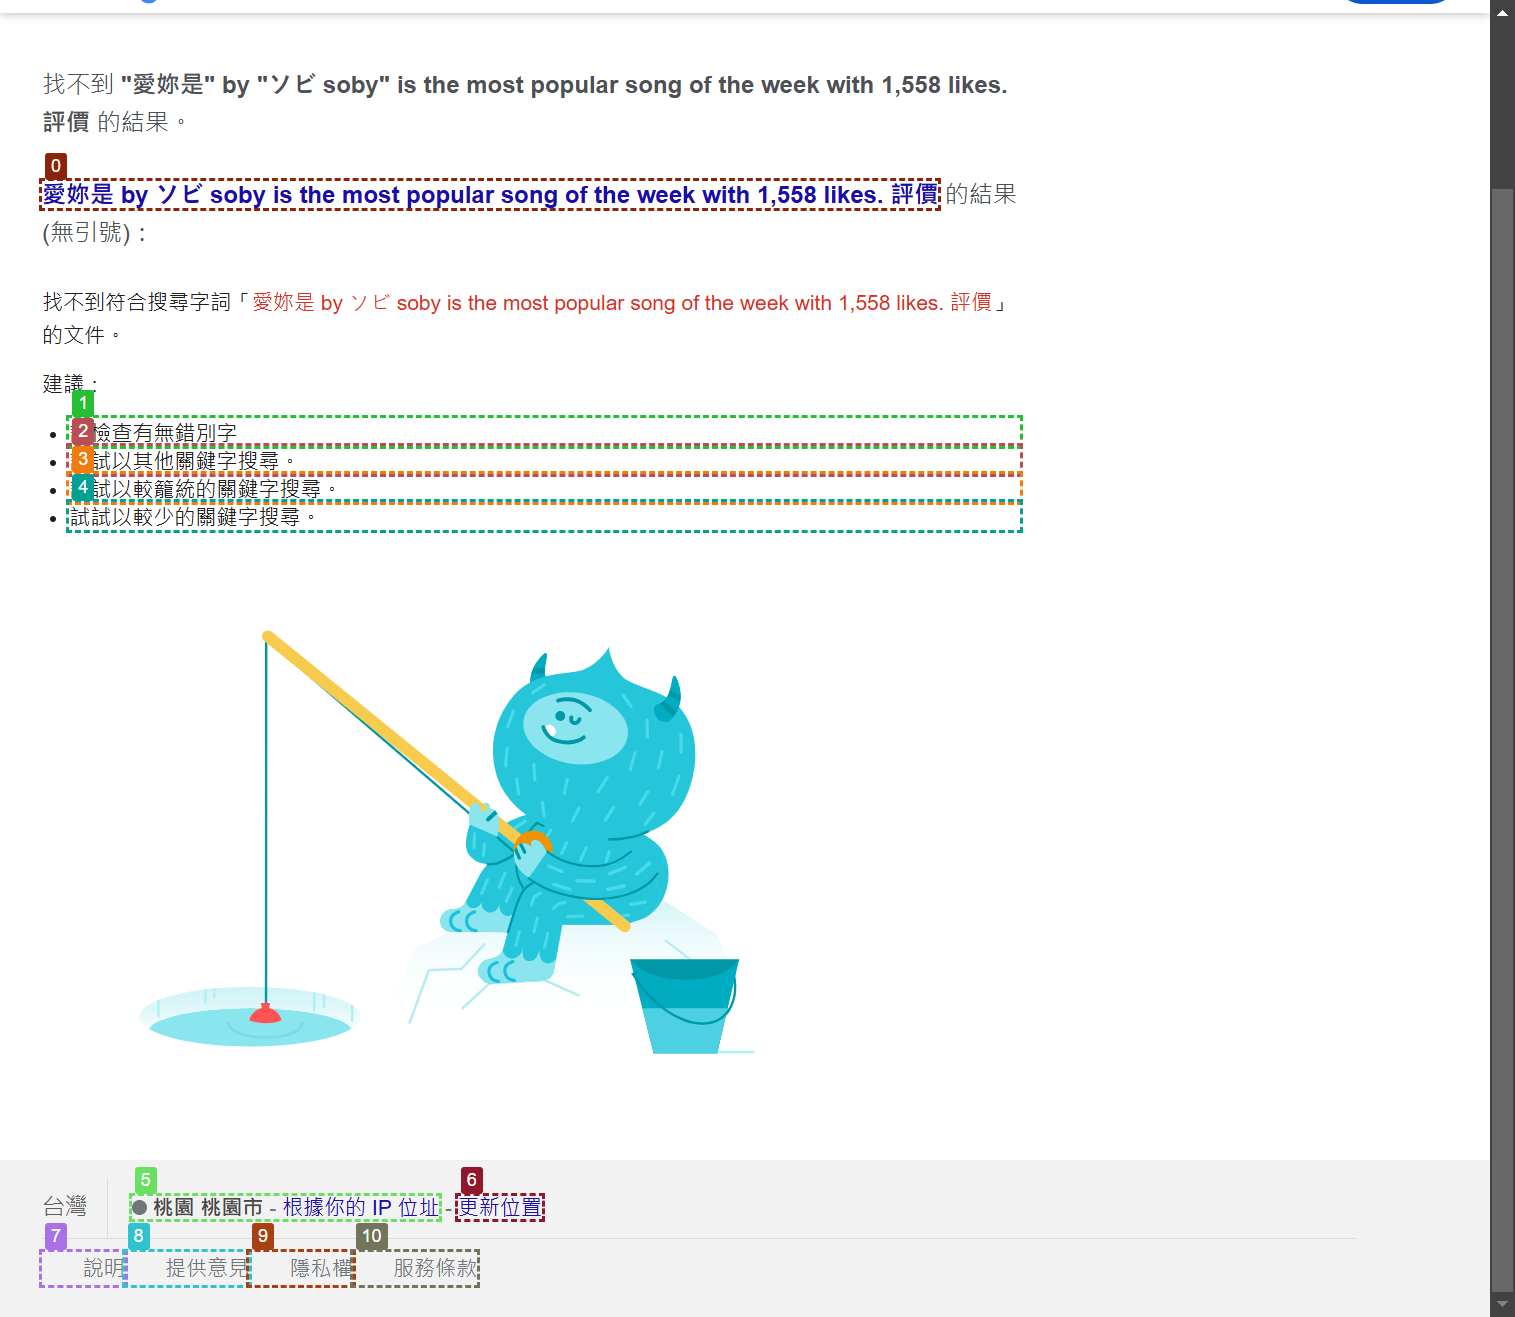 找不到 "愛妳是" by "ソビ soby" is the most popular song of the week with 1,558 likes.
評價 的結果。
0
愛妳是 by ソビ soby is the most popular song of the week with 1,558 likes. 評價 的結果
(無引號)：
找不到符合搜尋字詞「愛妳是 by ソビ soby is the most popular song of the week with 1,558 likes. 評價」
的文件。
建議：
1
檢查有無錯別字
2
試以其他關鍵字搜尋。
3
試以較籠統的關鍵字搜尋。
4
試試以較少的關鍵字搜尋。
5
6
台灣
桃園 桃園市 - 根據你的 IP 位址 - 更新位置
7
8
9
10
說明
提供意見
隱私權
服務條款